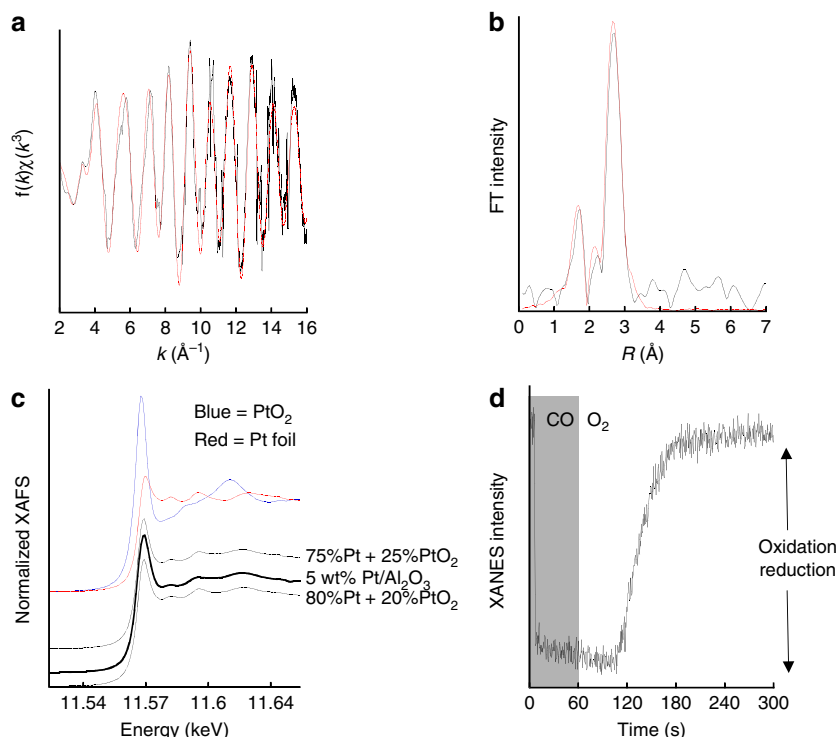 a
f(k)χ(k³)
2 4 6 8 10 12 14 16
k (Å⁻¹)
b
FT intensity
0 1 2 3 4 5 6 7
R (Å)
c
Blue = PtO₂
Red = Pt foil
Normalized XAFS
75%Pt + 25%PtO₂
5 wt% Pt/Al₂O₃
80%Pt + 20%PtO₂
11.54 11.57 11.6 11.64
Energy (keV)
d
CO O₂
XANES intensity
Oxidation
reduction
0 60 120 180 240 300
Time (s)